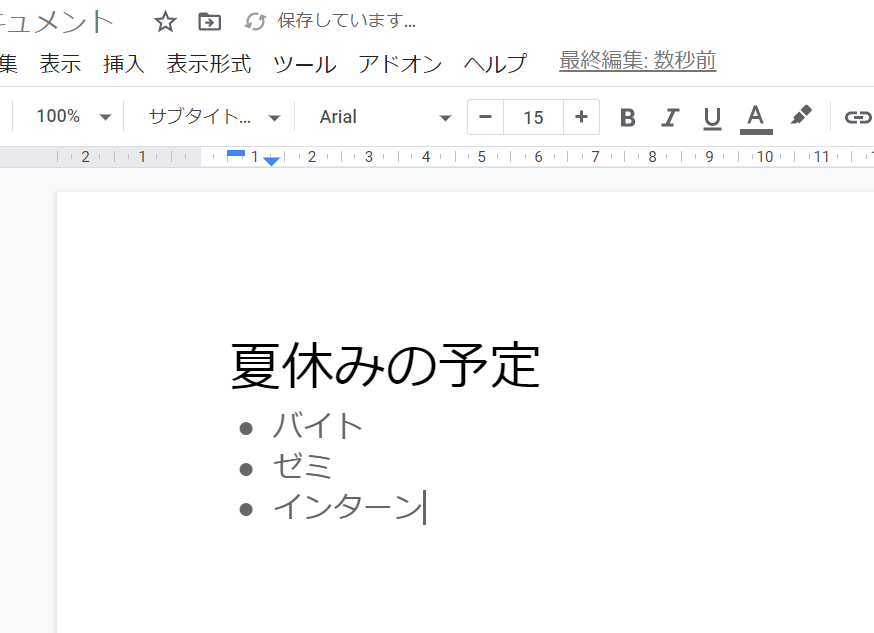 キュメント 保存しています...
集 表示 挿入 表示形式 ツール アドオン ヘルプ 最終編集: 数秒前
100% サブタイト... Arial − 15 + B I U A
2 1 1 2 3 4 5 6 7 8 9 10 11
夏休みの予定
● バイト
● ゼミ
● インターン